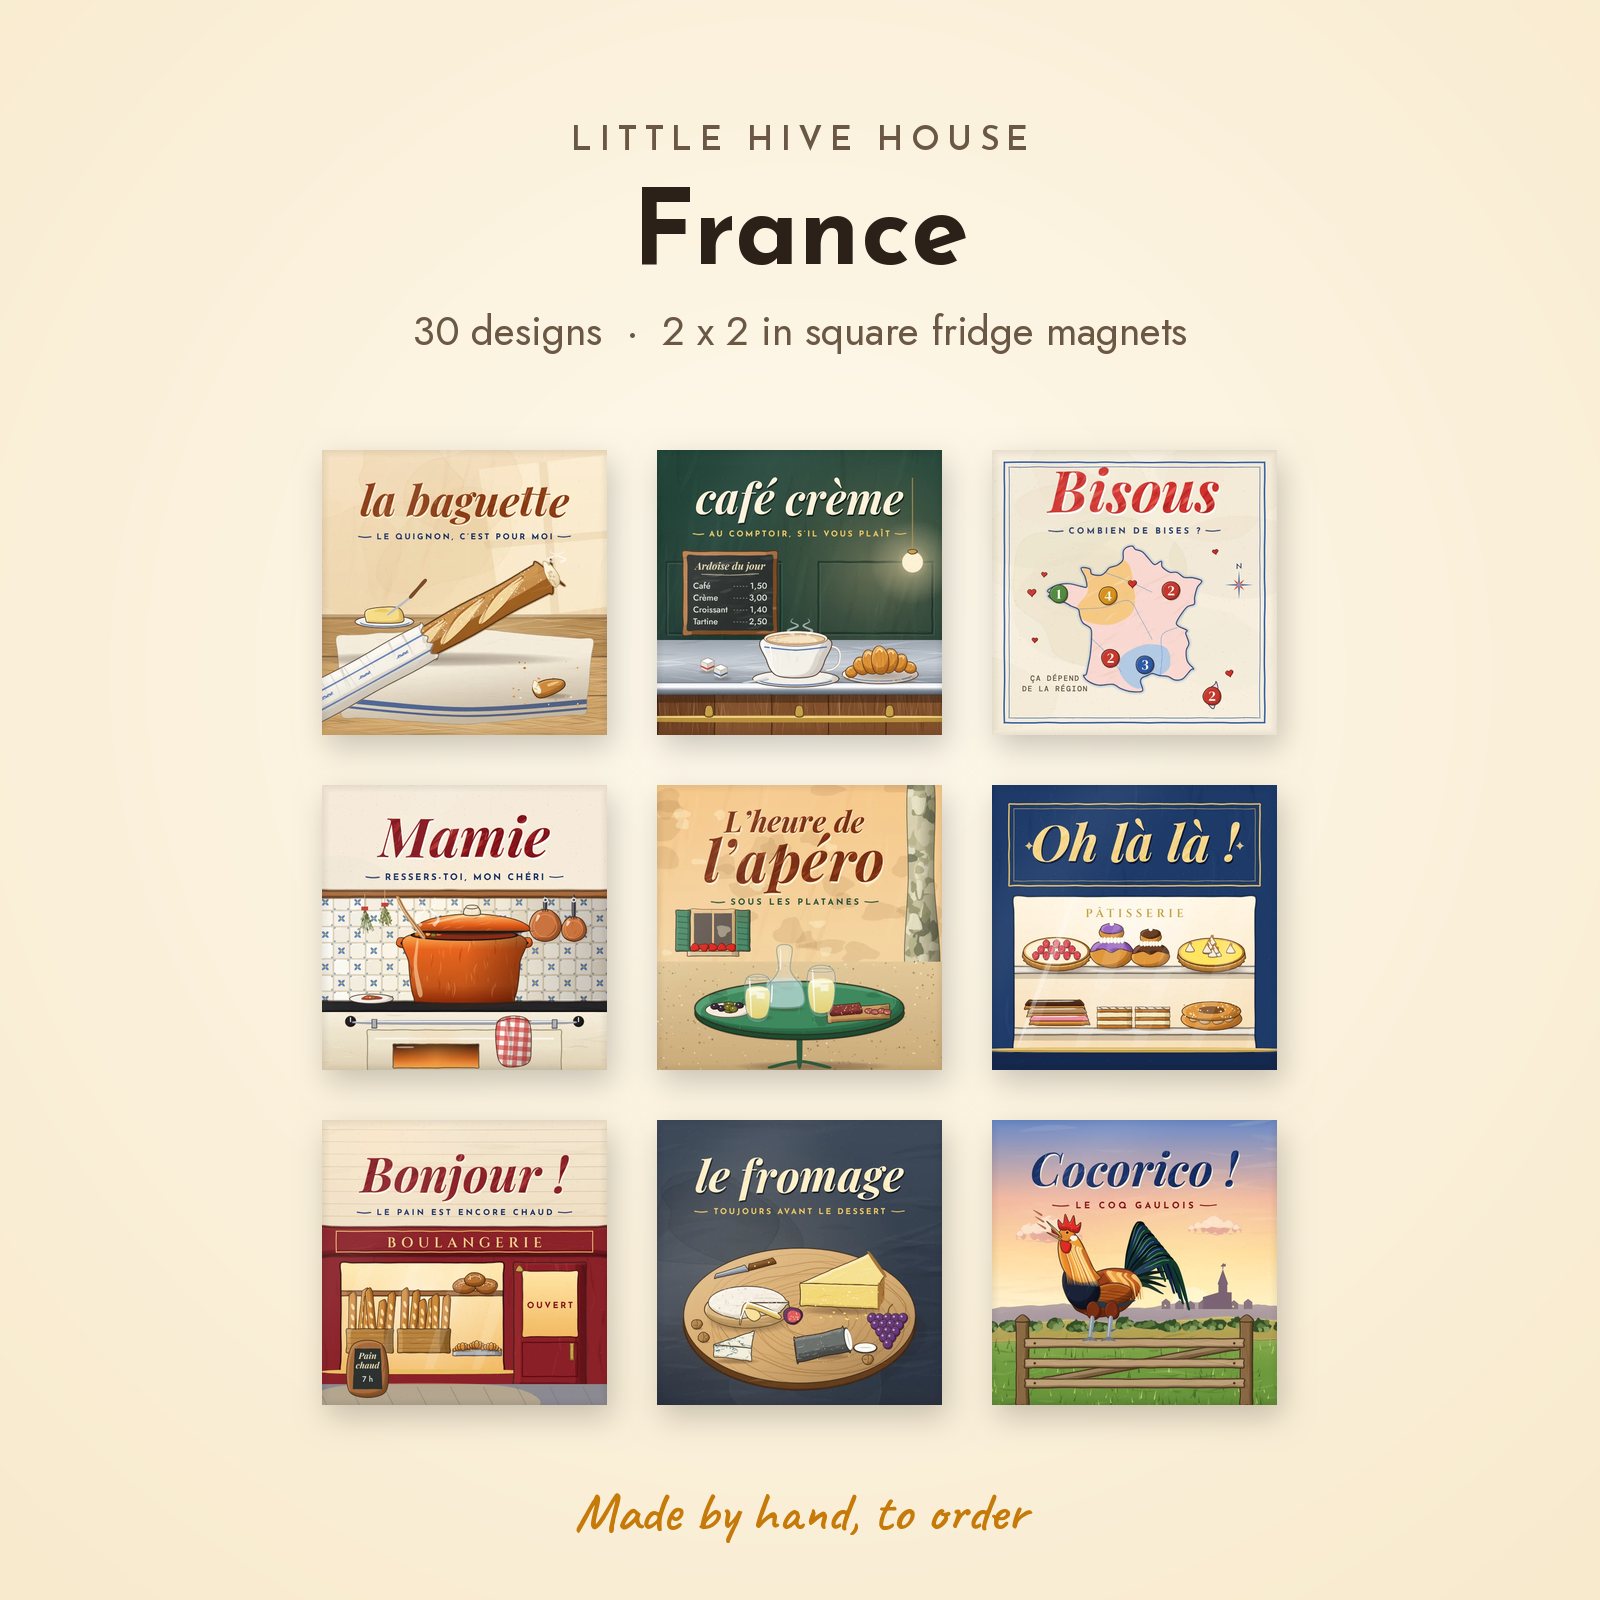 LITTLE HIVE HOUSE
France
30 designs · 2 x 2 in square fridge magnets
la baguette
LE QUIGNON, C'EST POUR MOI
café crème
AU COMPTOIR, S'IL VOUS PLAÎT
Ardoise du jour
Café ····· 1,50
Crème ····· 3,00
Croissant ···· 1,40
Tartine ····· 2,50
Bisous
COMBIEN DE BISES ?
N
1
4
2
2
3
ÇA DÉPEND
DE LA RÉGION
2
Mamie
RESSERS-TOI, MON CHÉRI
L'heure de
l'apéro
SOUS LES PLATANES
Oh là là !
PÂTISSERIE
Bonjour !
LE PAIN EST ENCORE CHAUD
BOULANGERIE
OUVERT
Pain
chaud
7 h
le fromage
TOUJOURS AVANT LE DESSERT
Cocorico !
LE COQ GAULOIS
Made by hand, to order